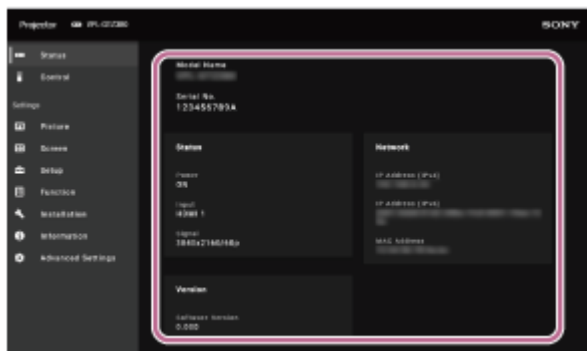 Projector
SONY
Status
Control
Settings
Picture
Screen
Setup
Function
Installation
Information
Advanced Settings
Model Name
Serial No.
123456789A
Status
Power
ON
Input
HDMI 1
Signal
3840x2160/60p
Network
IP Address (IPv4)
IP Address (IPv6)
MAC Address
Version
Software Version
0.000